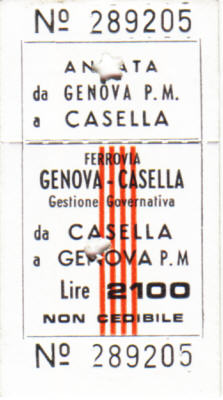 Nº 289205
ANDATA
da GENOVA P.M.
a CASELLA
FERROVIA
GENOVA-CASELLA
Gestione Governativa
da CASELLA
a GENOVA P.M
Lire 2100
NON CEDIBILE
Nº 289205